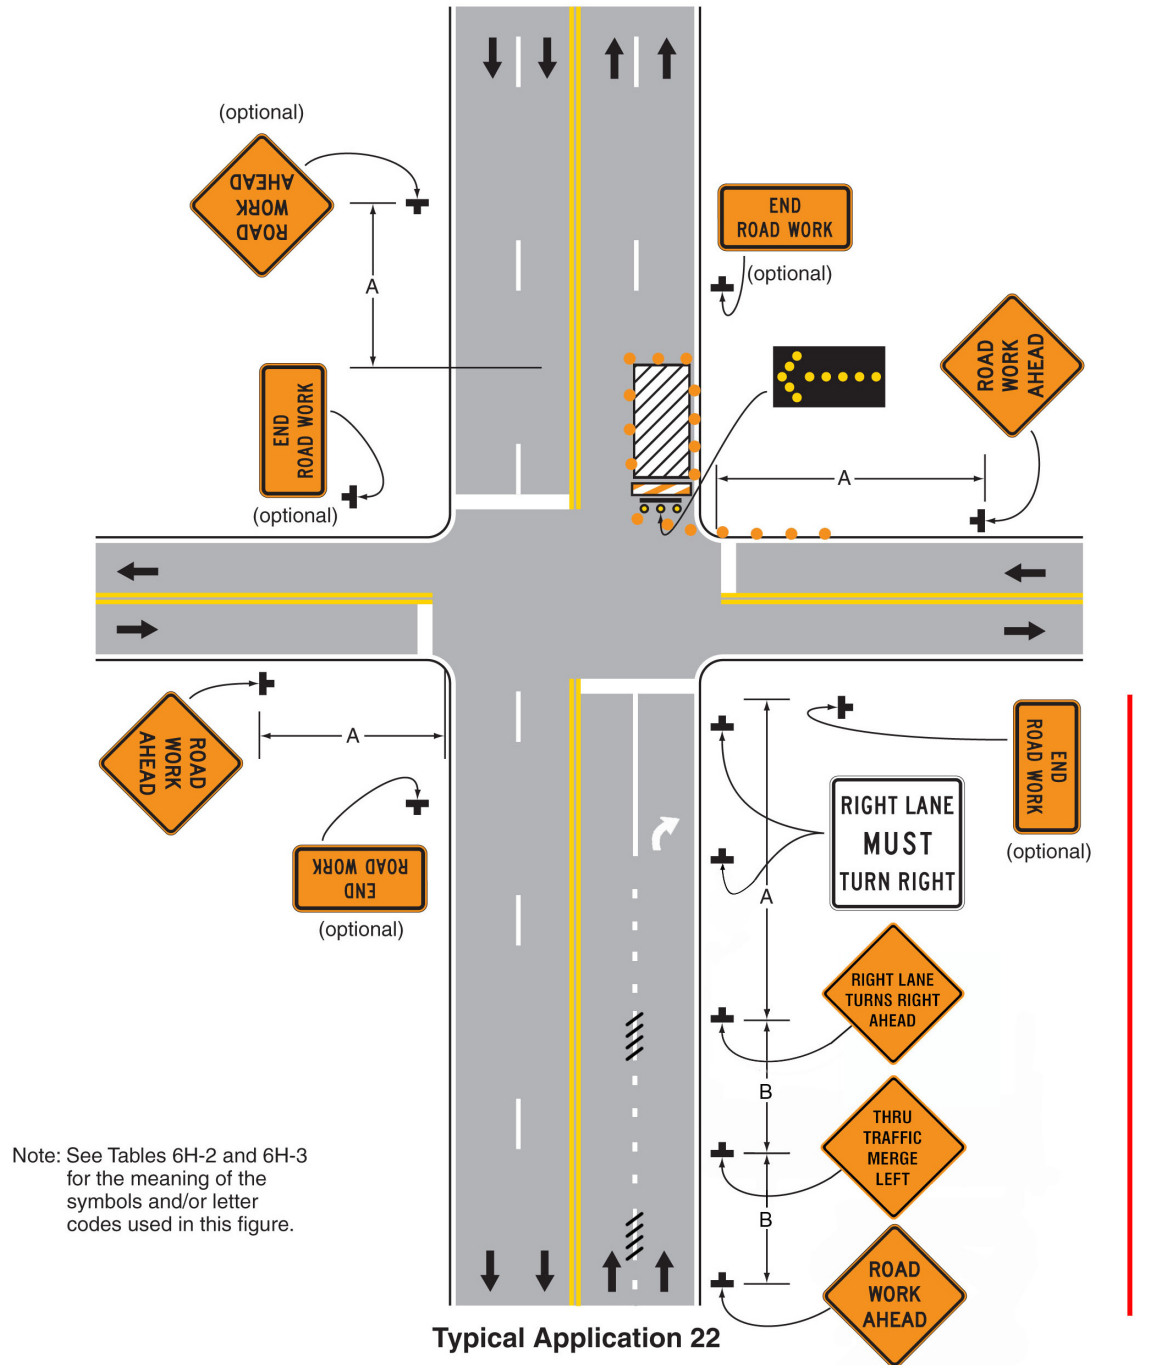 (optional)
ROAD
WORK
AHEAD
A
END
ROAD WORK
(optional)
END
ROAD WORK
(optional)
ROAD
WORK
AHEAD
A
ROAD
WORK
AHEAD
A
END
ROAD WORK
(optional)
END
ROAD WORK
(optional)
RIGHT LANE
MUST
TURN RIGHT
A
RIGHT LANE
TURNS RIGHT
AHEAD
B
THRU
TRAFFIC
MERGE
LEFT
B
ROAD
WORK
AHEAD
Note: See Tables 6H-2 and 6H-3
for the meaning of the
symbols and/or letter
codes used in this figure.
Typical Application 22